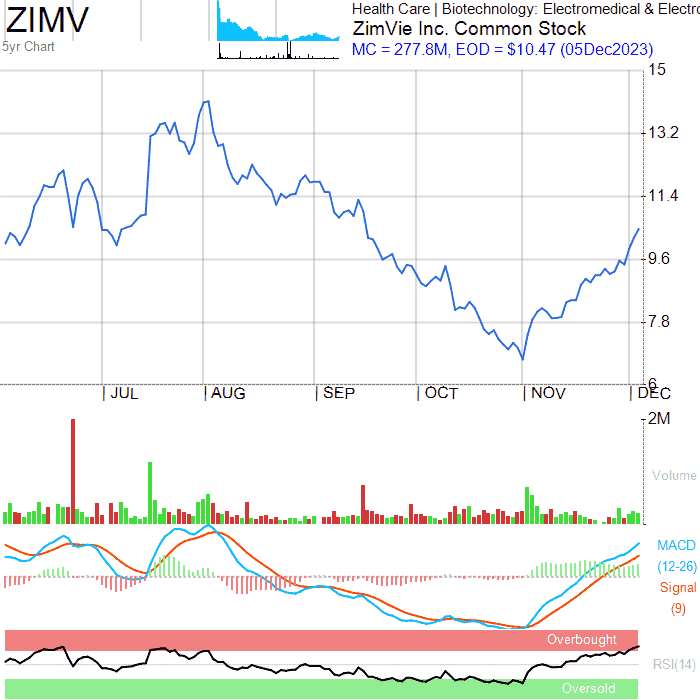 ZIMV
5yr Chart
Health Care | Biotechnology: Electromedical & Electro
ZimVie Inc. Common Stock
MC = 277.8M, EOD = $10.47 (05Dec2023)
15
13.2
11.4
9.6
7.8
6
| JUL | AUG | SEP | OCT | NOV | DEC
2M
Volume
MACD
(12-26)
Signal
(9)
Overbought
RSI(14)
Oversold